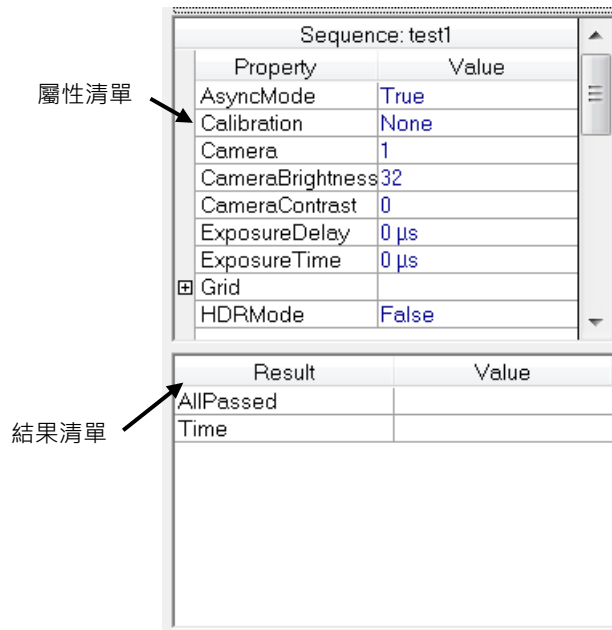 Sequence: test1
Property Value
屬性清單
AsyncMode True
Calibration None
Camera 1
CameraBrightness 32
CameraContrast 0
ExposureDelay 0 µs
ExposureTime 0 µs
Grid
HDRMode False
Result Value
AllPassed
結果清單
Time